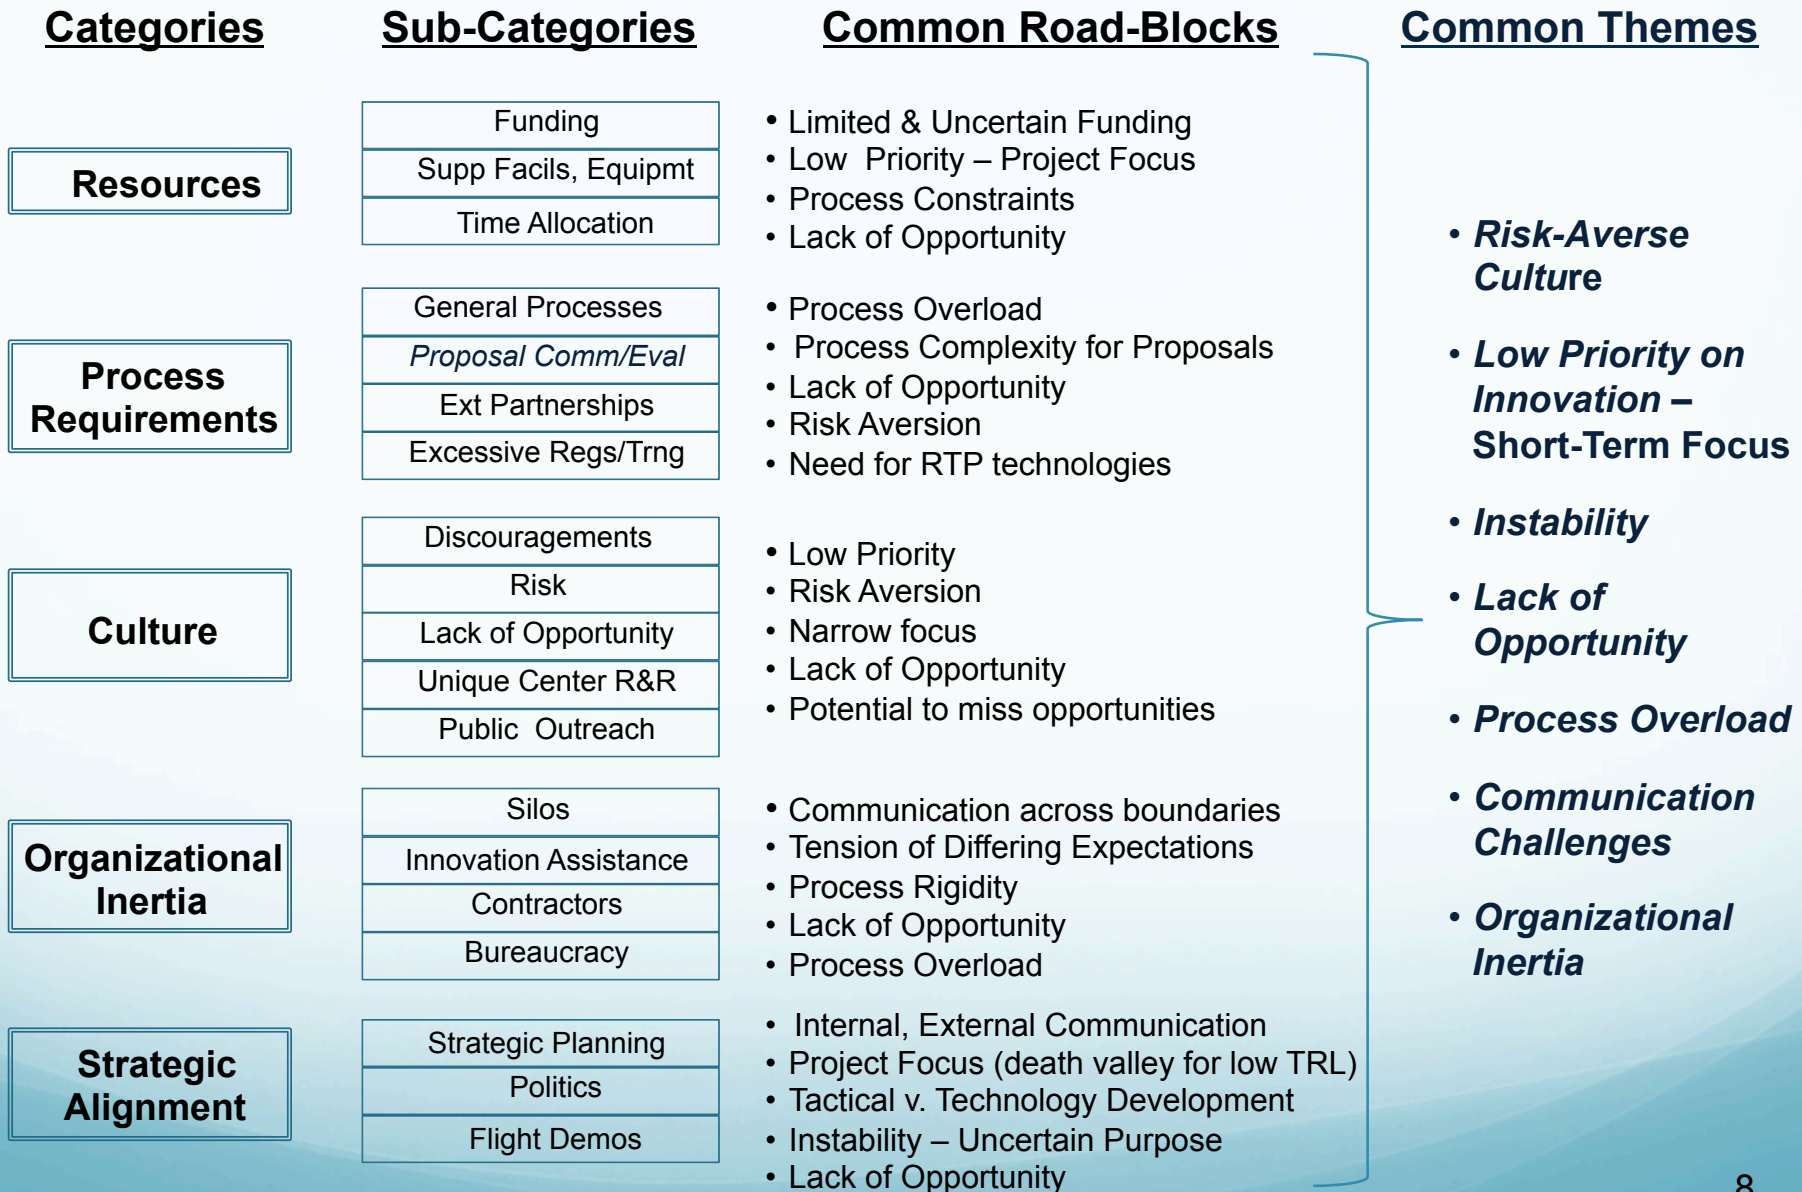 Categories
Sub-Categories
Common Road-Blocks
Common Themes
Resources
Funding
Supp Facils, Equipmt
Time Allocation
• Limited & Uncertain Funding
• Low Priority – Project Focus
• Process Constraints
• Lack of Opportunity
Process
Requirements
General Processes
Proposal Comm/Eval
Ext Partnerships
Excessive Regs/Trng
• Process Overload
• Process Complexity for Proposals
• Lack of Opportunity
• Risk Aversion
• Need for RTP technologies
Culture
Discouragements
Risk
Lack of Opportunity
Unique Center R&R
Public Outreach
• Low Priority
• Risk Aversion
• Narrow focus
• Lack of Opportunity
• Potential to miss opportunities
Organizational
Inertia
Silos
Innovation Assistance
Contractors
Bureaucracy
• Communication across boundaries
• Tension of Differing Expectations
• Process Rigidity
• Lack of Opportunity
• Process Overload
Strategic
Alignment
Strategic Planning
Politics
Flight Demos
• Internal, External Communication
• Project Focus (death valley for low TRL)
• Tactical v. Technology Development
• Instability – Uncertain Purpose
• Lack of Opportunity
• Risk-Averse
Culture
• Low Priority on
Innovation –
Short-Term Focus
• Instability
• Lack of
Opportunity
• Process Overload
• Communication
Challenges
• Organizational
Inertia
8